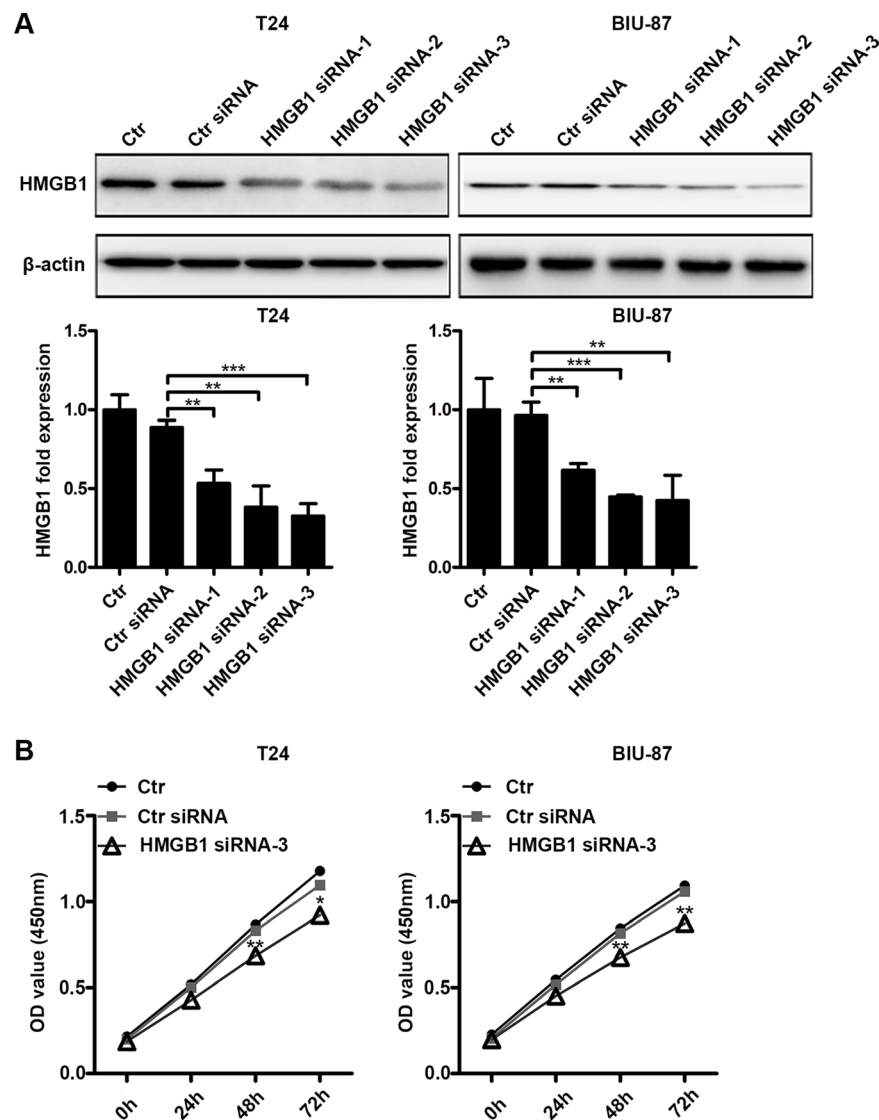 A
T24
BIU-87
Ctr
Ctr siRNA
HMGB1 siRNA-1
HMGB1 siRNA-2
HMGB1 siRNA-3
Ctr
Ctr siRNA
HMGB1 siRNA-1
HMGB1 siRNA-2
HMGB1 siRNA-3
HMGB1
β-actin
T24
HMGB1 fold expression
1.5
1.0
0.5
0.0
***
**
**
Ctr
Ctr siRNA
HMGB1 siRNA-1
HMGB1 siRNA-2
HMGB1 siRNA-3
BIU-87
HMGB1 fold expression
1.5
1.0
0.5
0.0
**
***
**
Ctr
Ctr siRNA
HMGB1 siRNA-1
HMGB1 siRNA-2
HMGB1 siRNA-3
B
T24
Ctr
Ctr siRNA
HMGB1 siRNA-3
OD value (450nm)
1.5
1.0
0.5
0.0
**
*
0h
24h
48h
72h
BIU-87
Ctr
Ctr siRNA
HMGB1 siRNA-3
OD value (450nm)
1.5
1.0
0.5
0.0
**
**
0h
24h
48h
72h